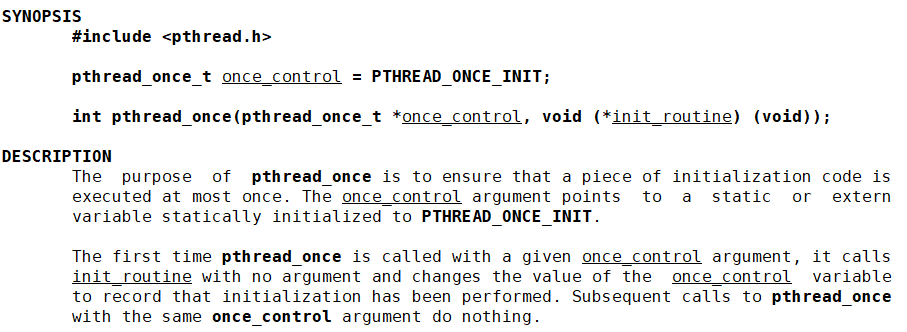 SYNOPSIS
#include <pthread.h>
pthread_once_t once_control = PTHREAD_ONCE_INIT;
int pthread_once(pthread_once_t *once_control, void (*init_routine) (void));
DESCRIPTION
The purpose of pthread_once is to ensure that a piece of initialization code is
executed at most once. The once_control argument points to a static or extern
variable statically initialized to PTHREAD_ONCE_INIT.
The first time pthread_once is called with a given once_control argument, it calls
init_routine with no argument and changes the value of the once_control variable
to record that initialization has been performed. Subsequent calls to pthread_once
with the same once_control argument do nothing.